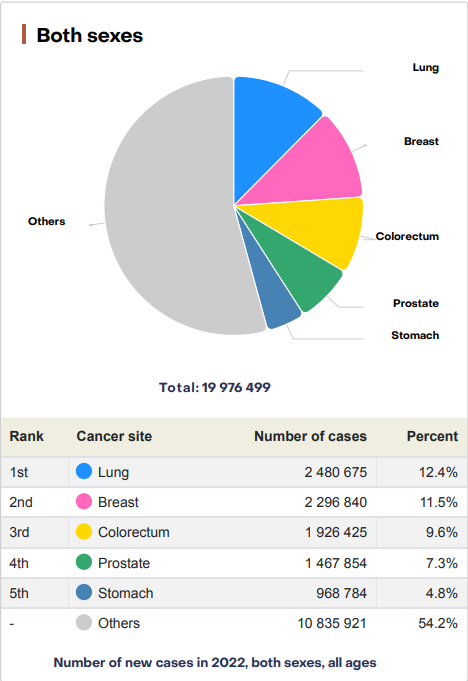 Both sexes
Lung
Breast
Others
Colorectum
Prostate
Stomach
Total: 19 976 499
Rank Cancer site Number of cases Percent
1st Lung 2 480 675 12.4%
2nd Breast 2 296 840 11.5%
3rd Colorectum 1 926 425 9.6%
4th Prostate 1 467 854 7.3%
5th Stomach 968 784 4.8%
- Others 10 835 921 54.2%
Number of new cases in 2022, both sexes, all ages